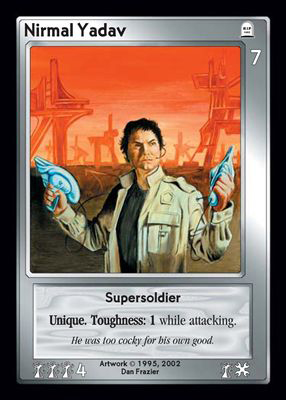 Nirmal Yadav
R.I.P.
7
Supersoldier
Unique. Toughness: 1 while attacking.
He was too cocky for his own good.
4
Artwork © 1995, 2002
Dan Frazier